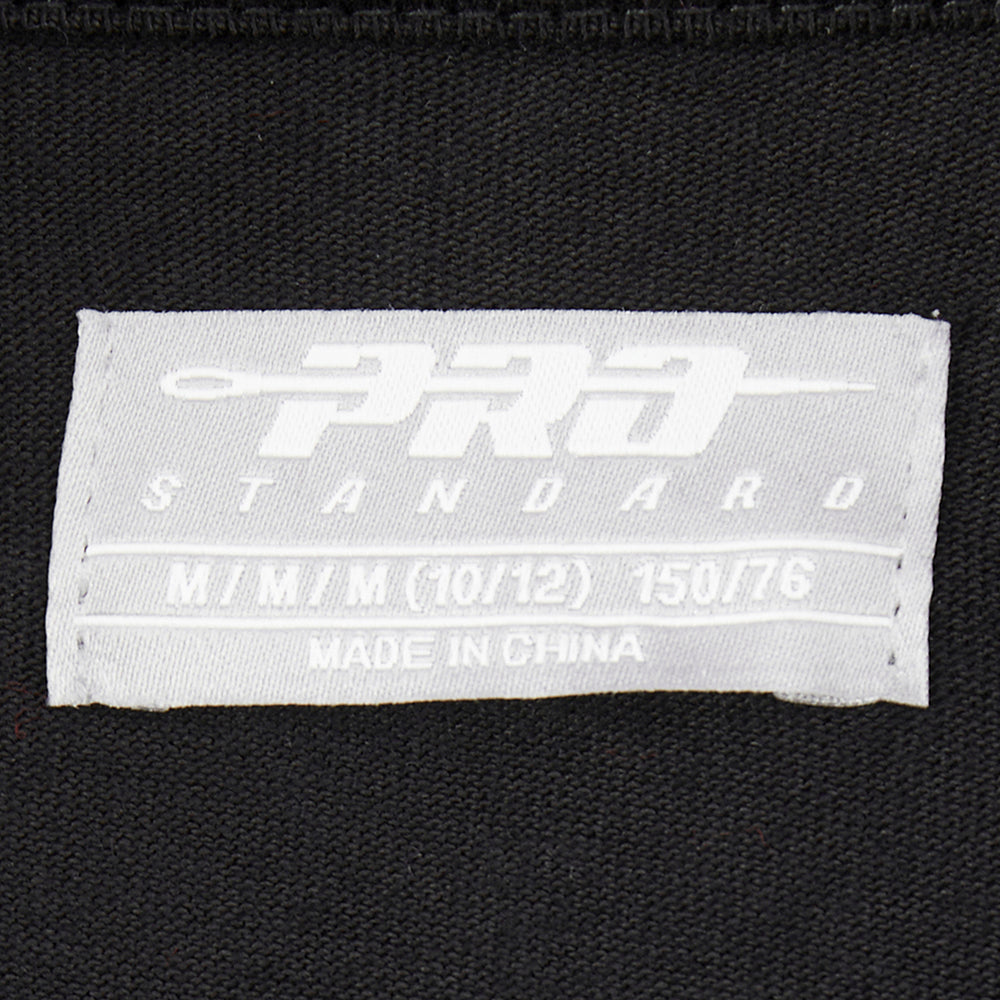 PRO
STANDARD
M/M/M (10/12) 150/76
MADE IN CHINA